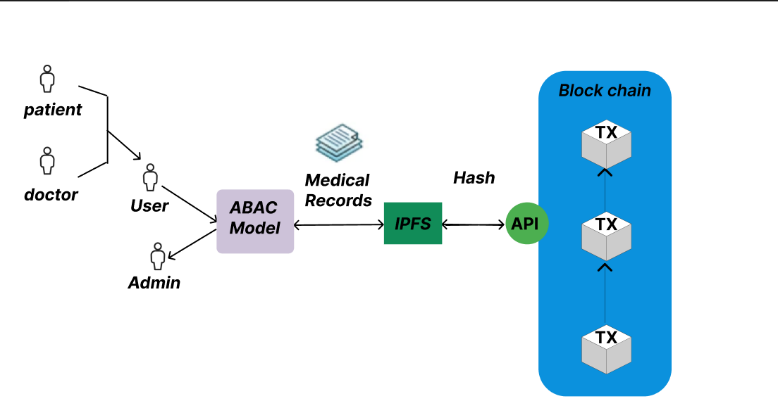 patient
doctor
User
Admin
ABAC
Model
Medical
Records
IPFS
Hash
API
Block chain
TX
TX
TX